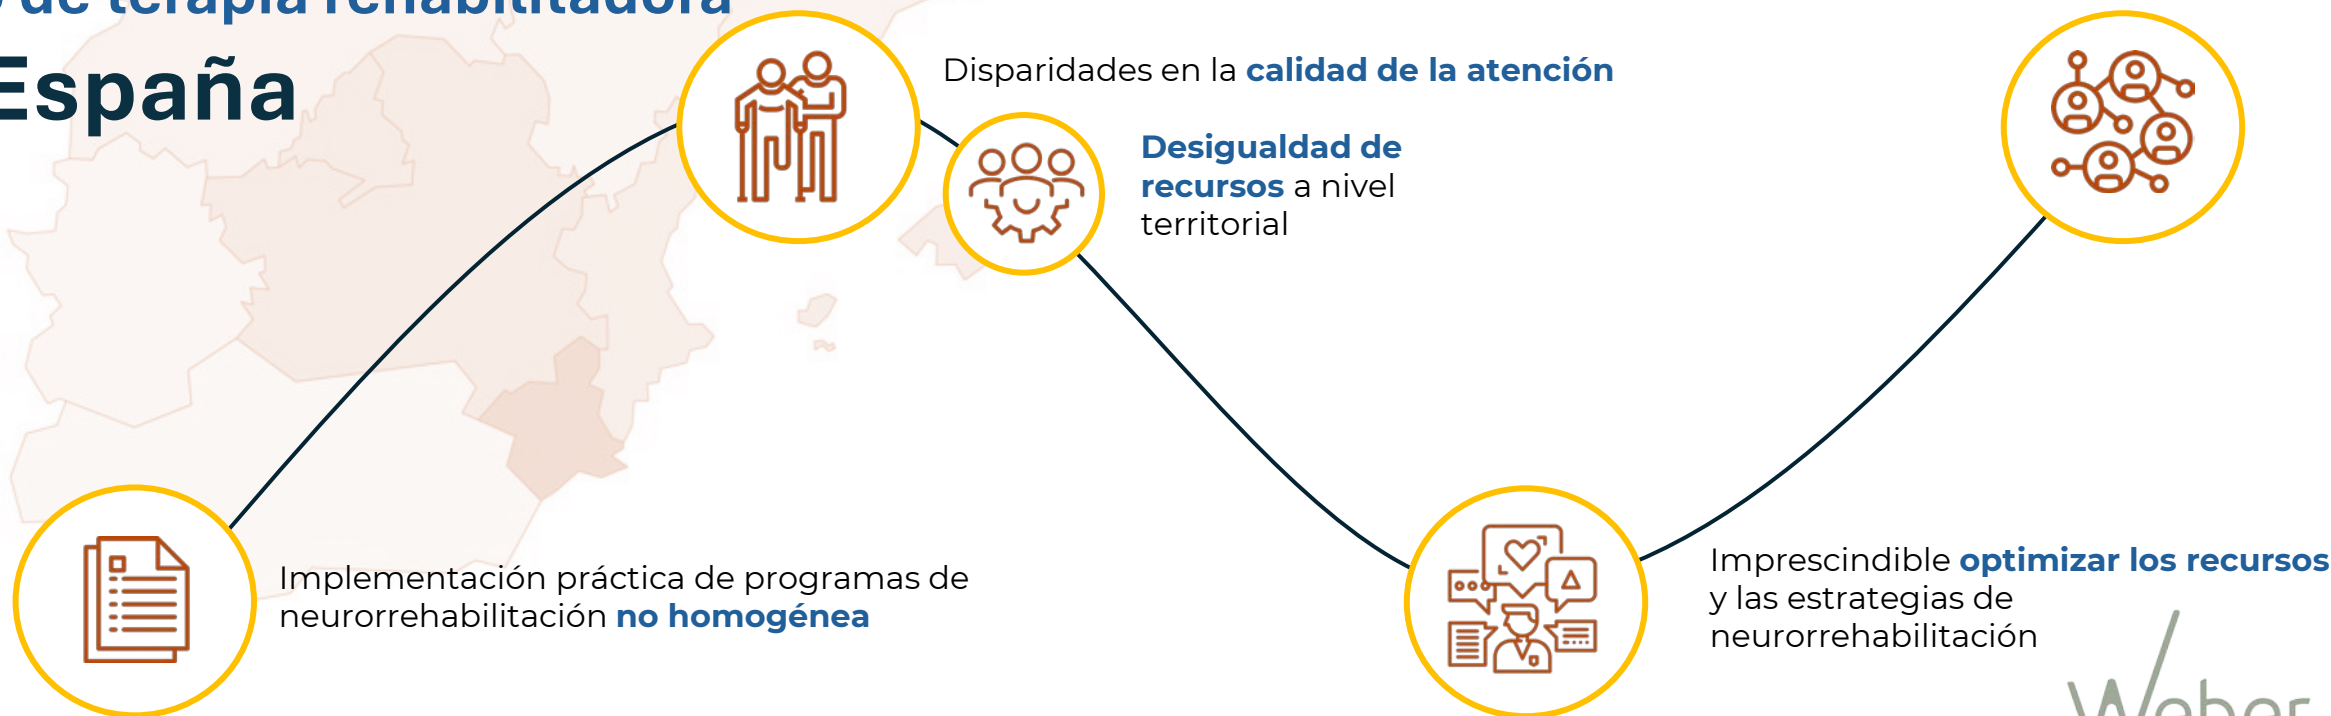 de terapia rehabilitadora
España
Disparidades en la calidad de la atención
Desigualdad de
recursos a nivel
territorial
Implementación práctica de programas de
neurorrehabilitación no homogénea
Imprescindible optimizar los recursos
y las estrategias de
neurorrehabilitación
Weber